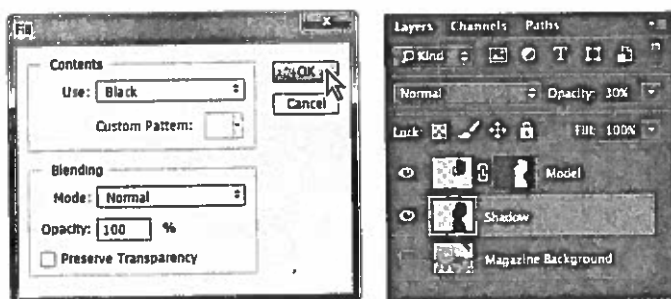 Fill
Contents
Use: Black
Custom Pattern:
OK
Cancel
Blending
Mode: Normal
Opacity: 100 %
Preserve Transparency
Layers Channels Paths
Kind
Normal Opacity: 30%
Lock: Fill: 100%
Model
Shadow
Magazine Background